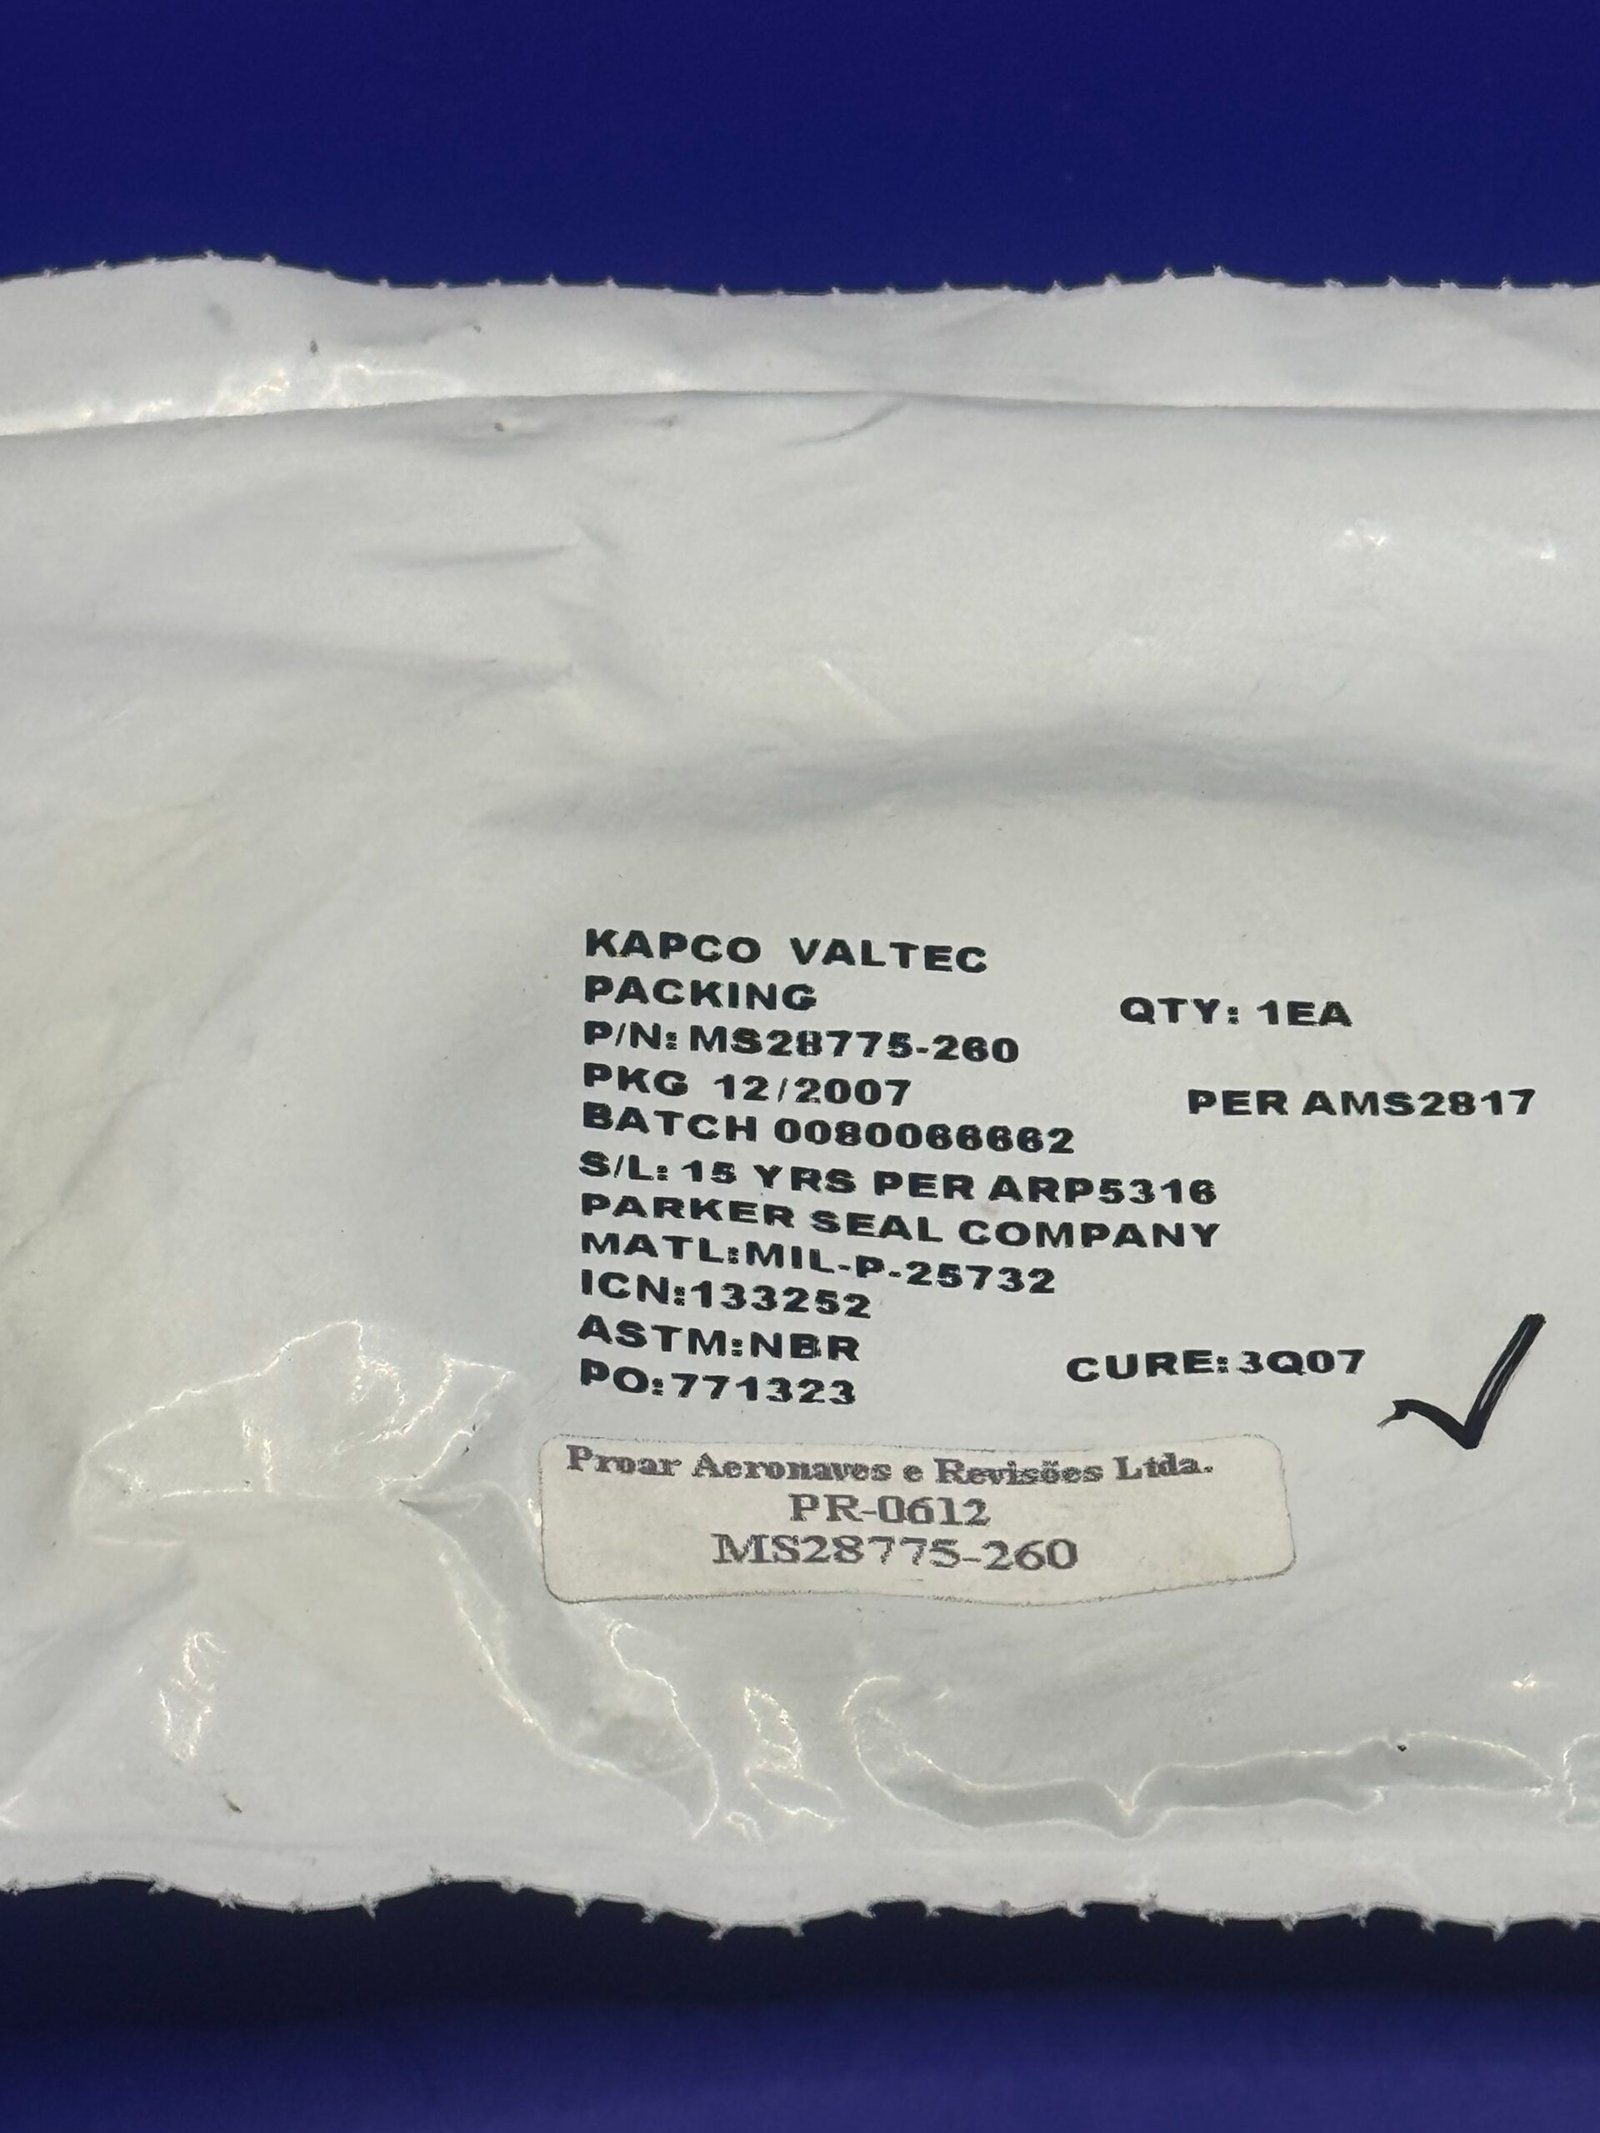 KAPCO VALTEC
PACKING QTY: 1EA
P/N: MS28775-260
PKG 12/2007 PER AMS2817
BATCH 0080066662
S/L: 15 YRS PER ARP5316
PARKER SEAL COMPANY
MATL:MIL-P-25732
ICN:133252
ASTM:NBR CURE:3Q07
PO:771323
Proar Aeronaves e Revisões Ltda.
PR-0612
MS28775-260